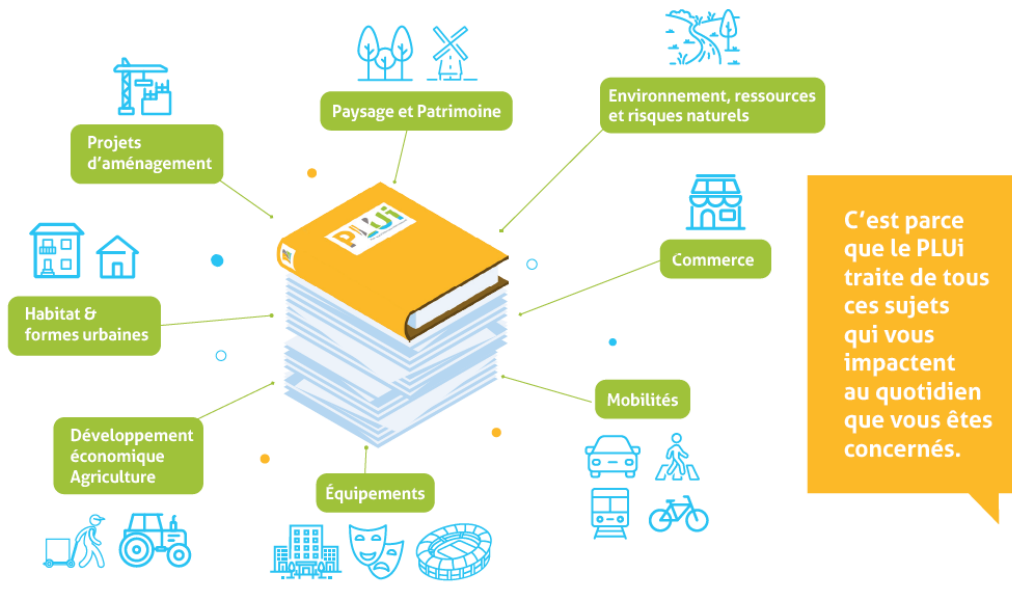 Paysage et Patrimoine
Environnement, ressources
et risques naturels
Projets
d'aménagement
PLUi
Commerce
Habitat &
formes urbaines
Mobilités
Développement
économique
Agriculture
Équipements
C'est parce
que le PLUi
traite de tous
ces sujets
qui vous
impactent
au quotidien
que vous êtes
concernés.